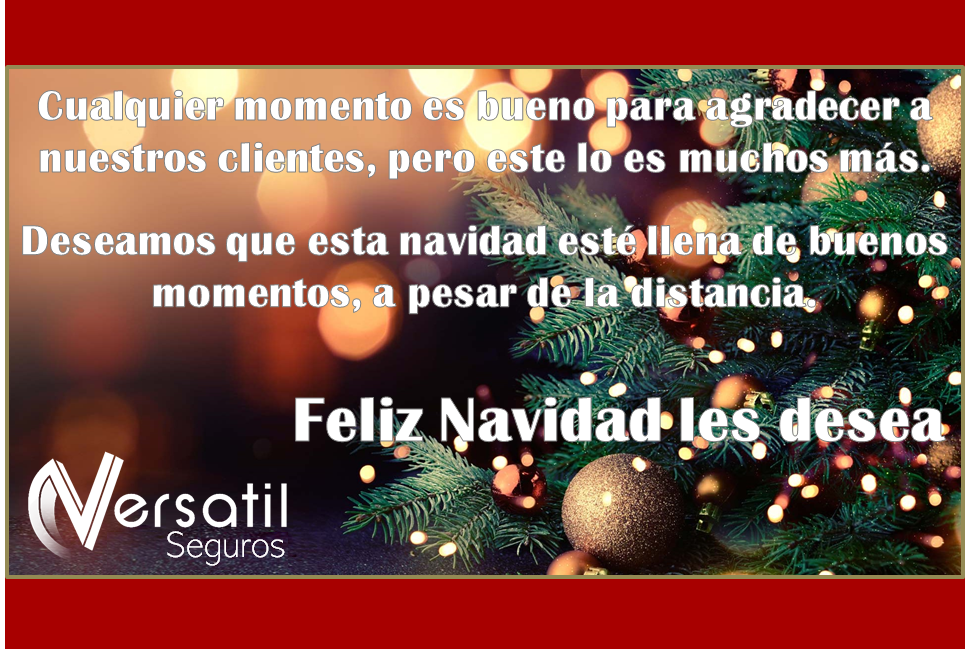 Cualquier momento es bueno para agradecer a
nuestros clientes, pero este lo es muchos más.
Deseamos que esta navidad esté llena de buenos
momentos, a pesar de la distancia.
Feliz Navidad les desea
Versatil
Seguros